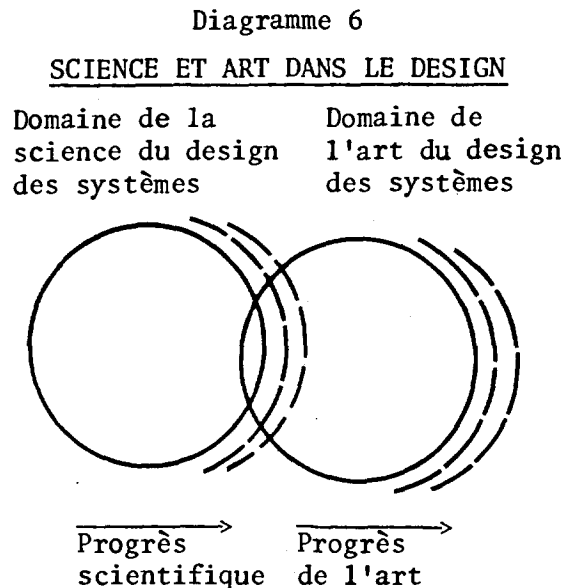 Diagramme 6
SCIENCE ET ART DANS LE DESIGN
Domaine de la
science du design
des systèmes
Domaine de
l'art du design
des systèmes
Progrès
scientifique
Progrès
de l'art